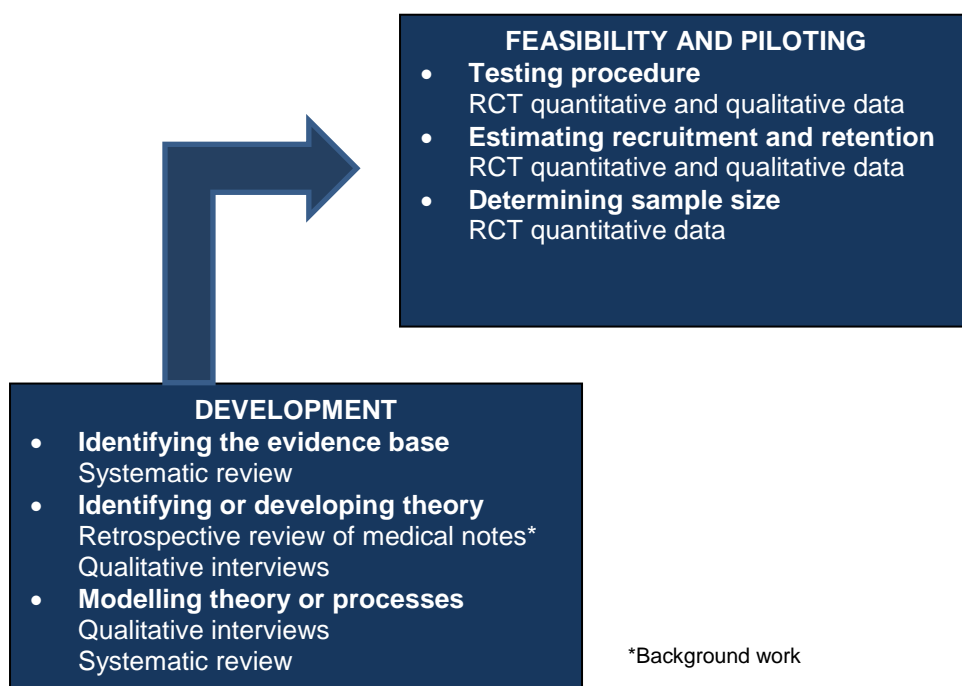 FEASIBILITY AND PILOTING
• Testing procedure
RCT quantitative and qualitative data
• Estimating recruitment and retention
RCT quantitative and qualitative data
• Determining sample size
RCT quantitative data
DEVELOPMENT
• Identifying the evidence base
Systematic review
• Identifying or developing theory
Retrospective review of medical notes*
Qualitative interviews
• Modelling theory or processes
Qualitative interviews
Systematic review
*Background work